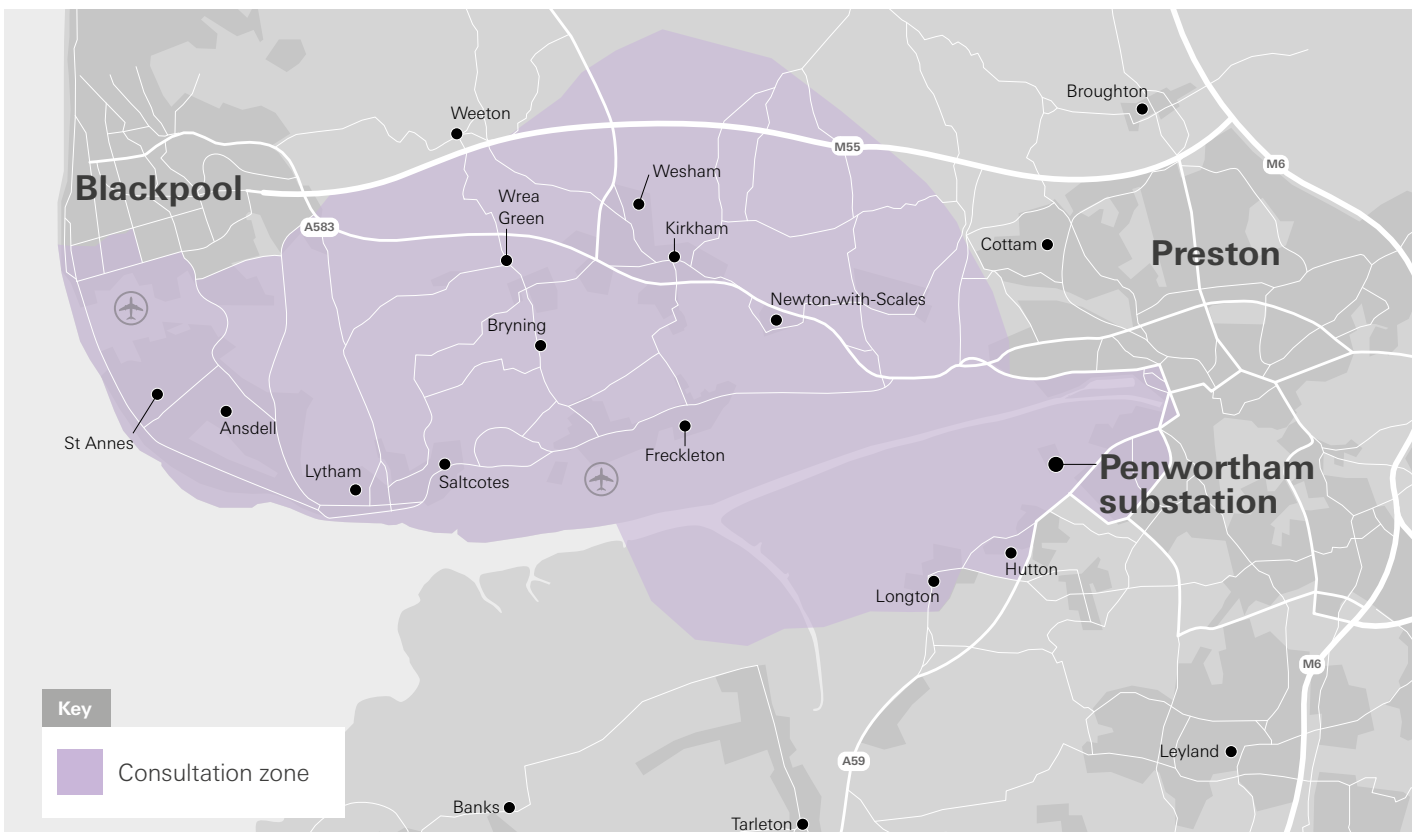 Broughton
Weeton
M55
M6
Wesham
Blackpool
Wrea
Green
A583
Kirkham
Cottam
Preston
Newton-with-Scales
Bryning
St Annes
Ansdell
Freckleton
Lytham
Saltcotes
Penwortham
substation
Hutton
Longton
M6
Key
Consultation zone
A59
Leyland
Banks
Tarleton